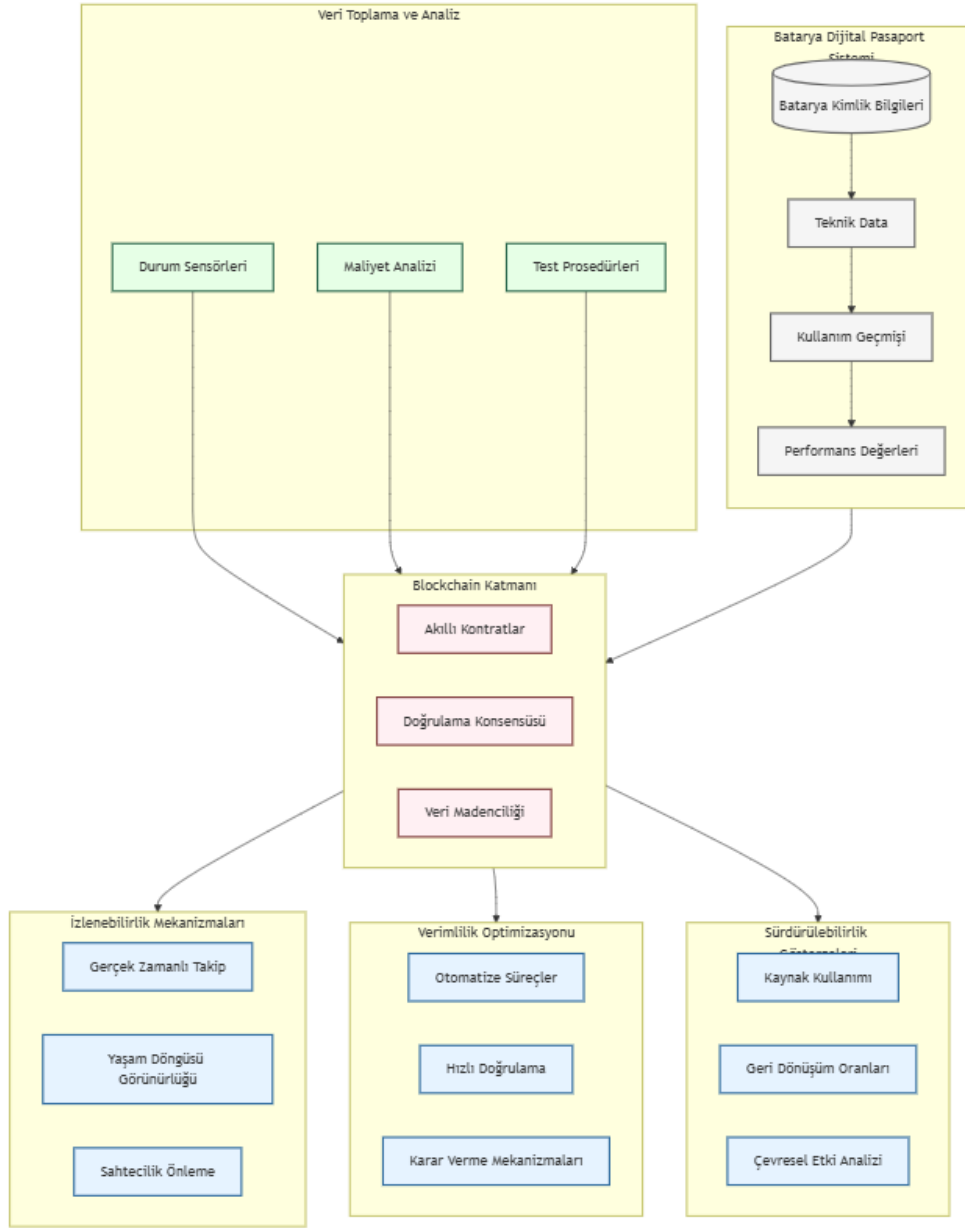 Veri Toplama ve Analiz
Durum Sensörleri
Maliyet Analizi
Test Prosedürleri
Batarya Dijital Pasaport
Sistemi
Batarya Kimlik Bilgileri
Teknik Data
Kullanım Geçmişi
Performans Değerleri
Blockchain Katmanı
Akıllı Kontratlar
Doğrulama Konsensüsü
Veri Madenciliği
İzlenebilirlik Mekanizmaları
Gerçek Zamanlı Takip
Yaşam Döngüsü
Görünürlüğü
Sahtecilik Önleme
Verimlilik Optimizasyonu
Otomatize Süreçler
Hızlı Doğrulama
Karar Verme Mekanizmaları
Sürdürülebilirlik
Kaynak Kullanımı
Geri Dönüşüm Oranları
Çevresel Etki Analizi